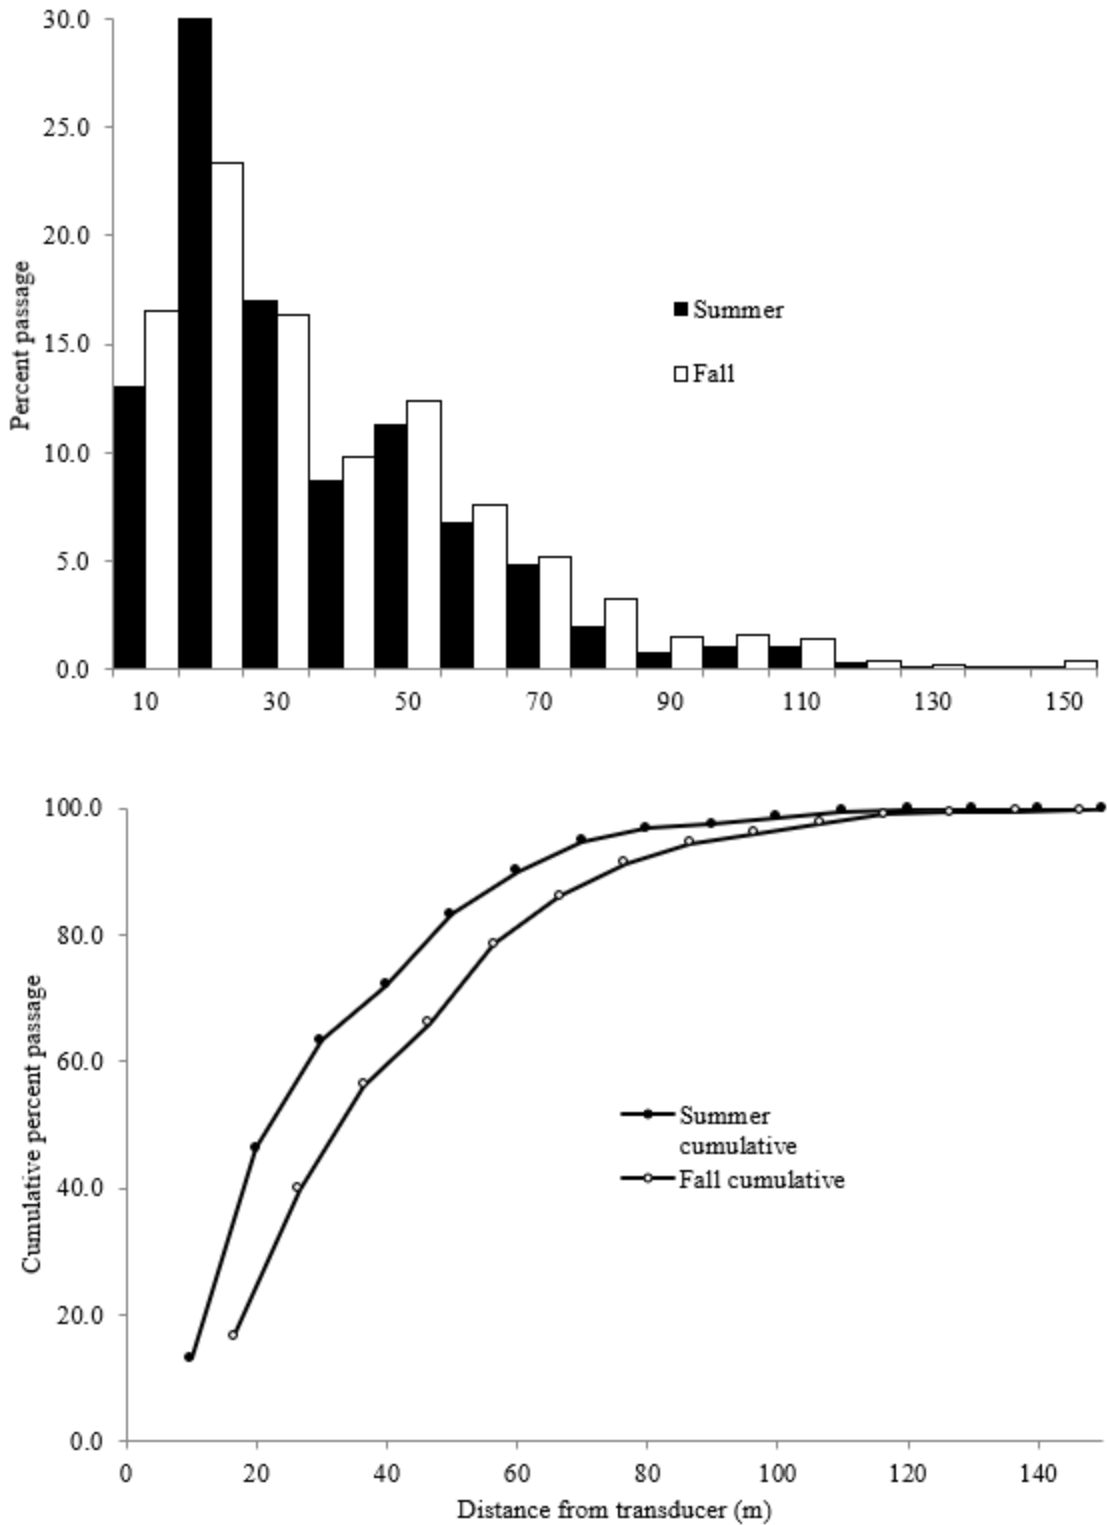 30.0
25.0
20.0
15.0
10.0
5.0
0.0
Percent passage
Summer
Fall
10 30 50 70 90 110 130 150
100.0
80.0
60.0
40.0
20.0
0.0
Cumulative percent passage
Summer
cumulative
Fall cumulative
0 20 40 60 80 100 120 140
Distance from transducer (m)